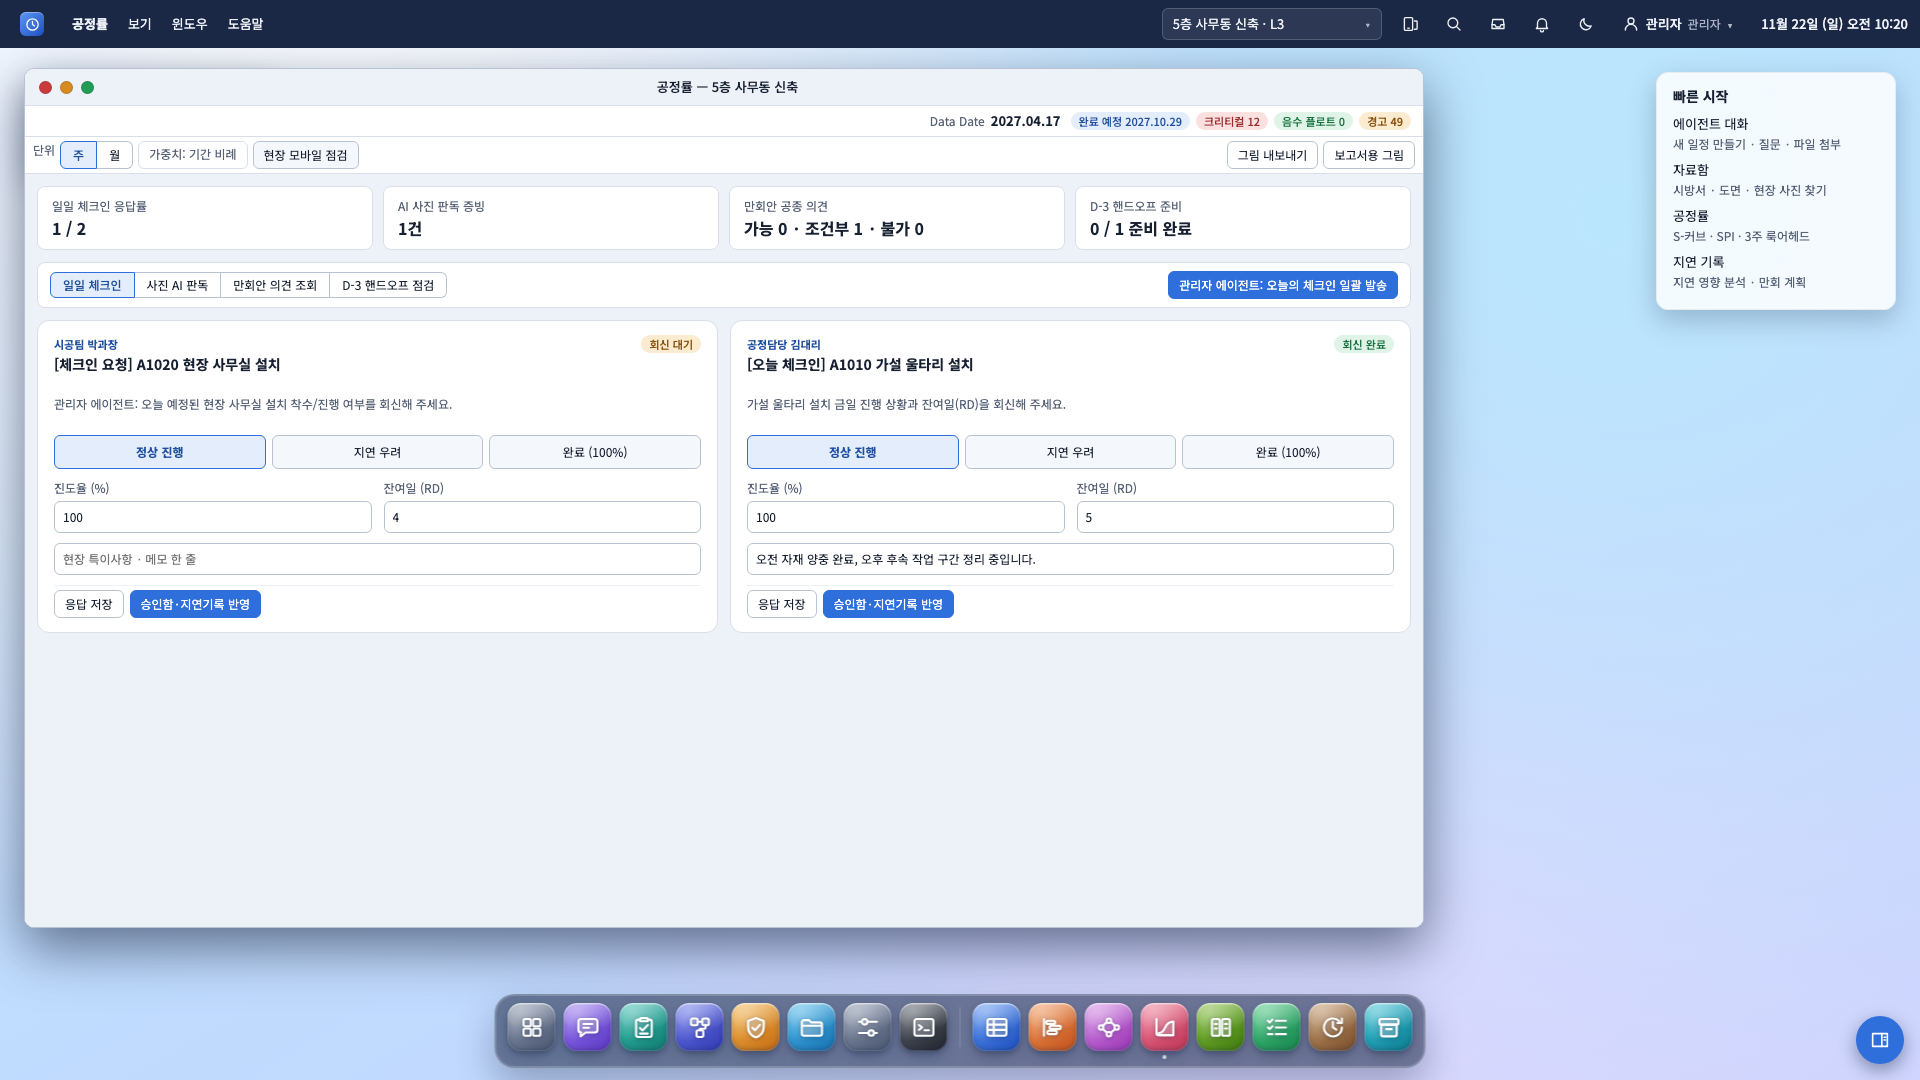 공정률 보기 윈도우 도움말
5층 사무동 신축 · L3
관리자 관리자
11월 22일 (일) 오전 10:20
공정률 — 5층 사무동 신축
Data Date 2027.04.17 완료 예정 2027.10.29 크리티컬 12 음수 플로트 0 경고 49
단위 주 월 가중치: 기간 비례 현장 모바일 점검 그림 내보내기 보고서용 그림
일일 체크인 응답률
1 / 2
AI 사진 판독 증빙
1건
만회안 공종 의견
가능 0 · 조건부 1 · 불가 0
D-3 핸드오프 준비
0 / 1 준비 완료
일일 체크인 사진 AI 판독 만회안 의견 조회 D-3 핸드오프 점검 관리자 에이전트: 오늘의 체크인 일괄 발송
시공팀 박과장 회신 대기
[체크인 요청] A1020 현장 사무실 설치
관리자 에이전트: 오늘 예정된 현장 사무실 설치 착수/진행 여부를 회신해 주세요.
정상 진행 지연 우려 완료 (100%)
진도율 (%) 잔여일 (RD)
100 4
현장 특이사항 · 메모 한 줄
응답 저장 승인함·지연기록 반영
공정담당 김대리 회신 완료
[오늘 체크인] A1010 가설 울타리 설치
가설 울타리 설치 금일 진행 상황과 잔여일(RD)을 회신해 주세요.
정상 진행 지연 우려 완료 (100%)
진도율 (%) 잔여일 (RD)
100 5
오전 자재 양중 완료, 오후 후속 작업 구간 정리 중입니다.
응답 저장 승인함·지연기록 반영
빠른 시작
에이전트 대화
새 일정 만들기 · 질문 · 파일 첨부
자료함
시방서 · 도면 · 현장 사진 찾기
공정률
S-커브 · SPI · 3주 룩어헤드
지연 기록
지연 영향 분석 · 만회 계획